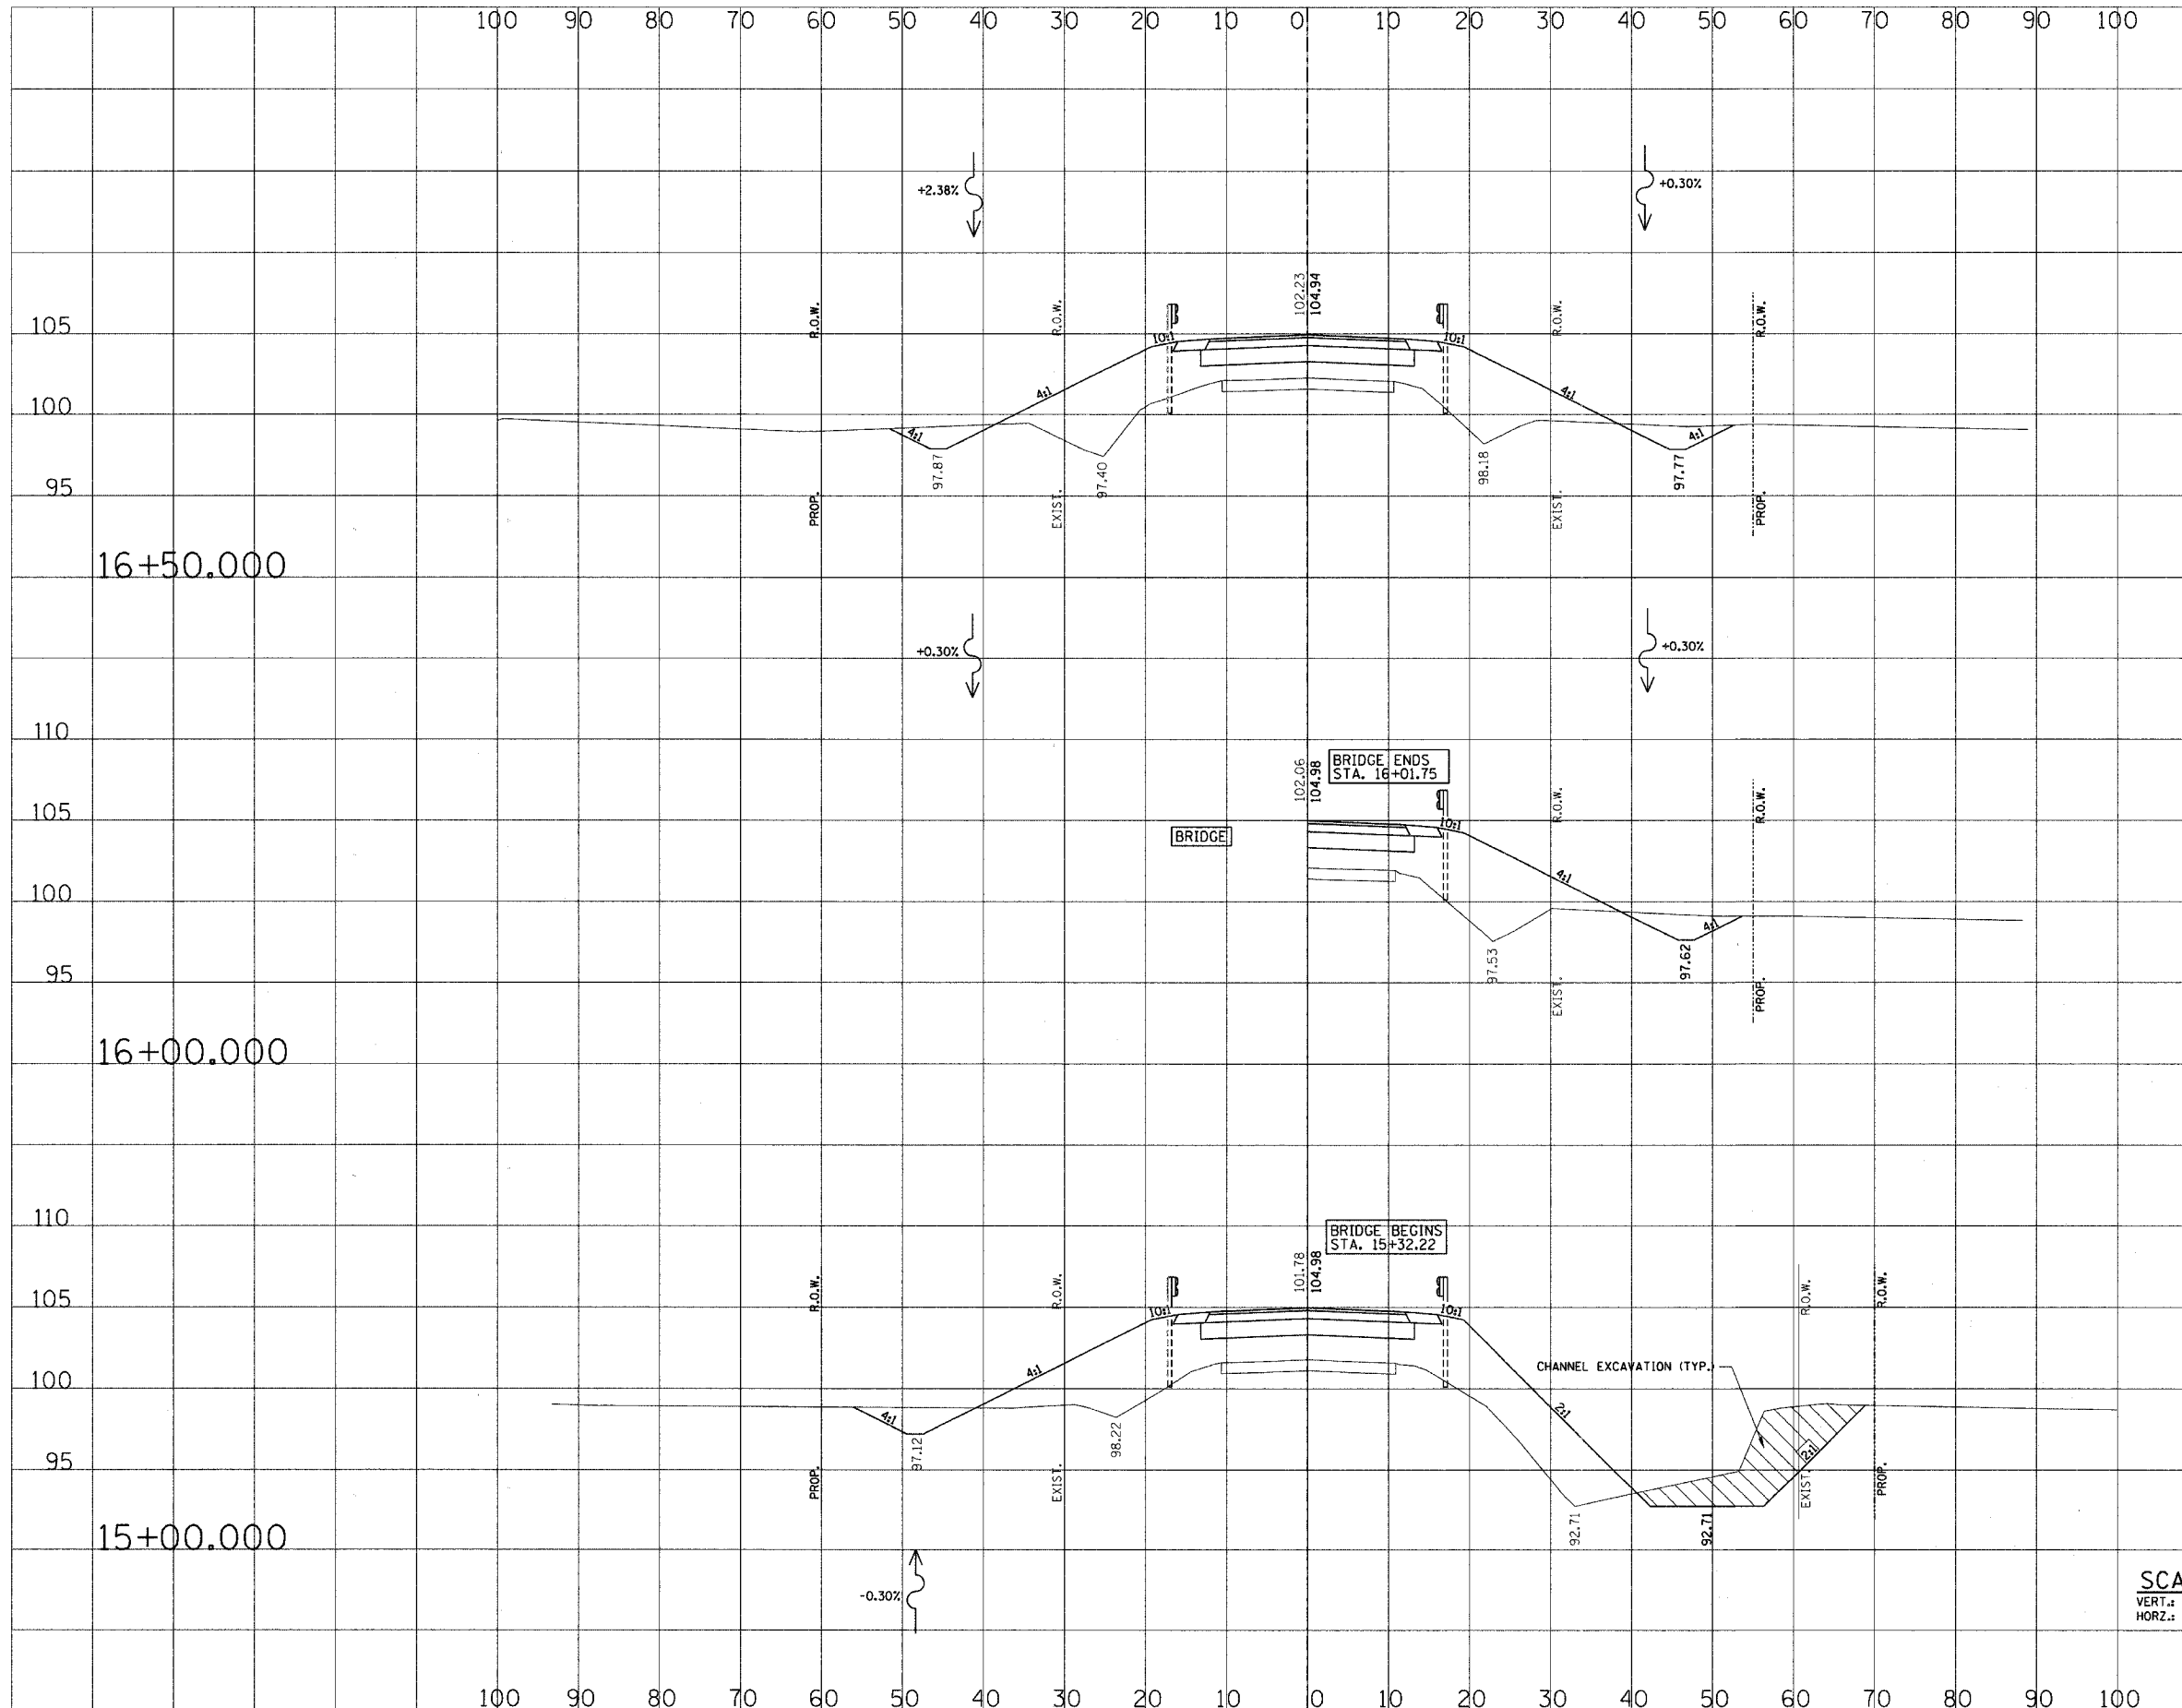 100 90 80 70 60 50 40 30 20 10 0 10 20 30 40 50 60 70 80 90 100
+2.38%
+0.30%
102.23
104.94
R.O.W.
R.O.W.
R.O.W.
R.O.W.
105
10:1
10:1
4:1
4:1
100
4:1
4:1
97.87
97.40
98.18
97.77
95
PROP.
EXIST.
EXIST.
PROP.
16+50.000
+0.30%
+0.30%
110
102.06
104.98
BRIDGE ENDS
STA. 16+01.75
R.O.W.
R.O.W.
105
BRIDGE
10:1
4:1
100
4:1
97.53
97.62
95
EXIST.
PROP.
16+00.000
110
BRIDGE BEGINS
STA. 15+32.22
101.78
104.98
R.O.W.
R.O.W.
R.O.W.
R.O.W.
105
10:1
10:1
CHANNEL EXCAVATION (TYP.)
4:1
100
4:1
2:1
97.12
98.22
2:1
95
PROP.
EXIST.
EXIST.
PROP.
92.71
92.71
15+00.000
-0.30%
SCA
VERT.:
HORZ.:
100 90 80 70 60 50 40 30 20 10 0 10 20 30 40 50 60 70 80 90 100